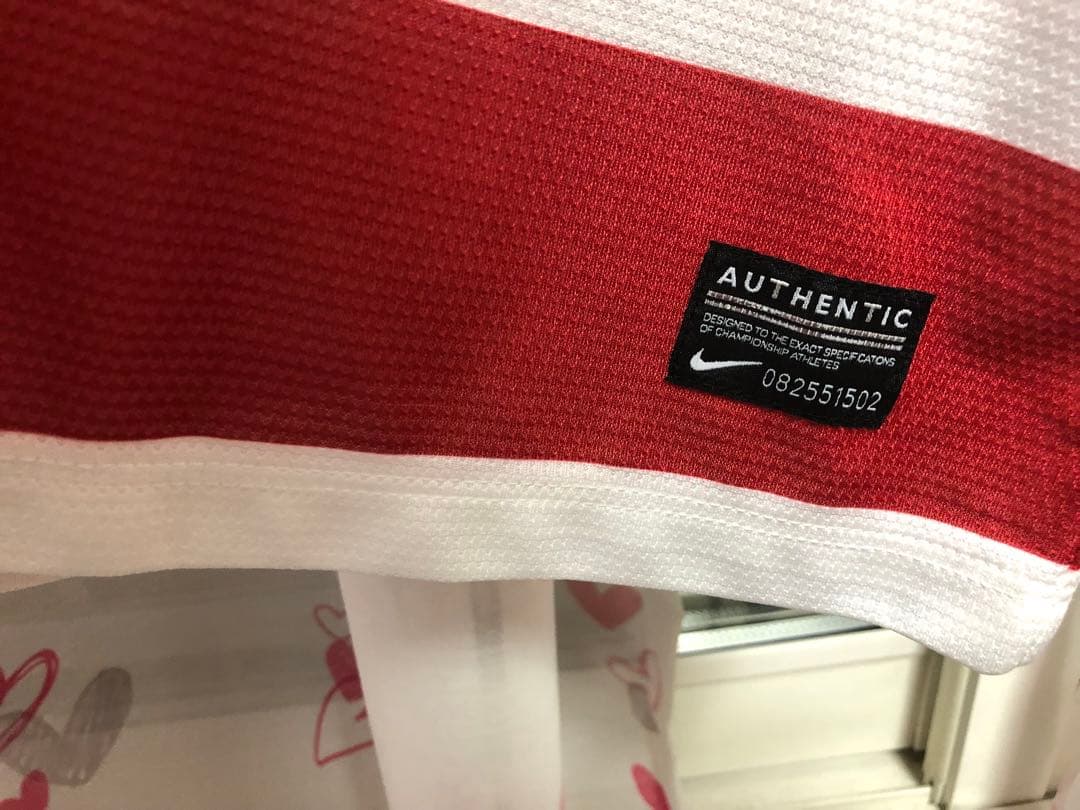 AUTHENTIC
DESIGNED TO THE EXACT SPECIFICATIONS
OF CHAMPIONSHIP ATHLETES
082551502